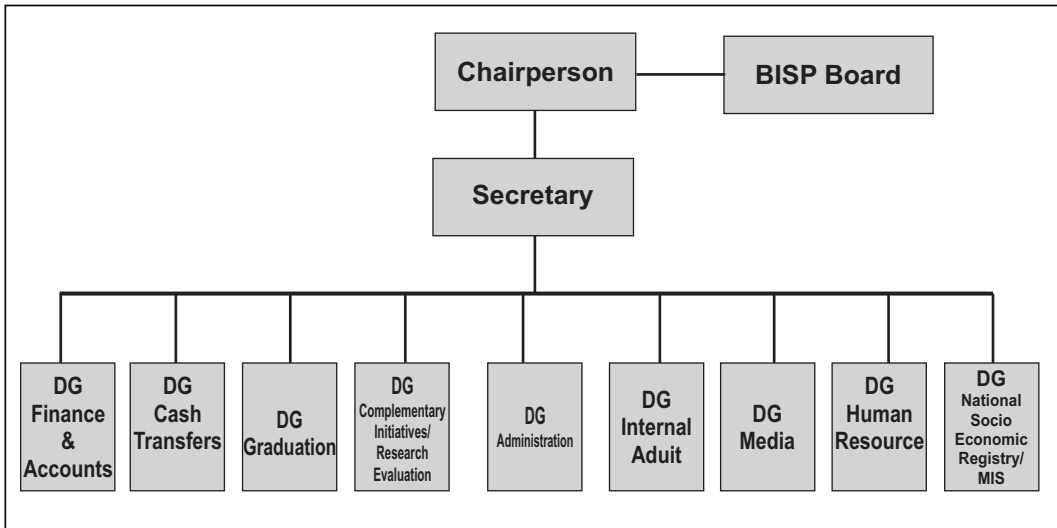 Chairperson
BISP Board
Secretary
DG
Finance
&
Accounts
DG
Cash
Transfers
DG
Graduation
DG
Complementary
Initiatives/
Research
Evaluation
DG
Administration
DG
Internal
Aduit
DG
Media
DG
Human
Resource
DG
National
Socio
Economic
Registry/
MIS